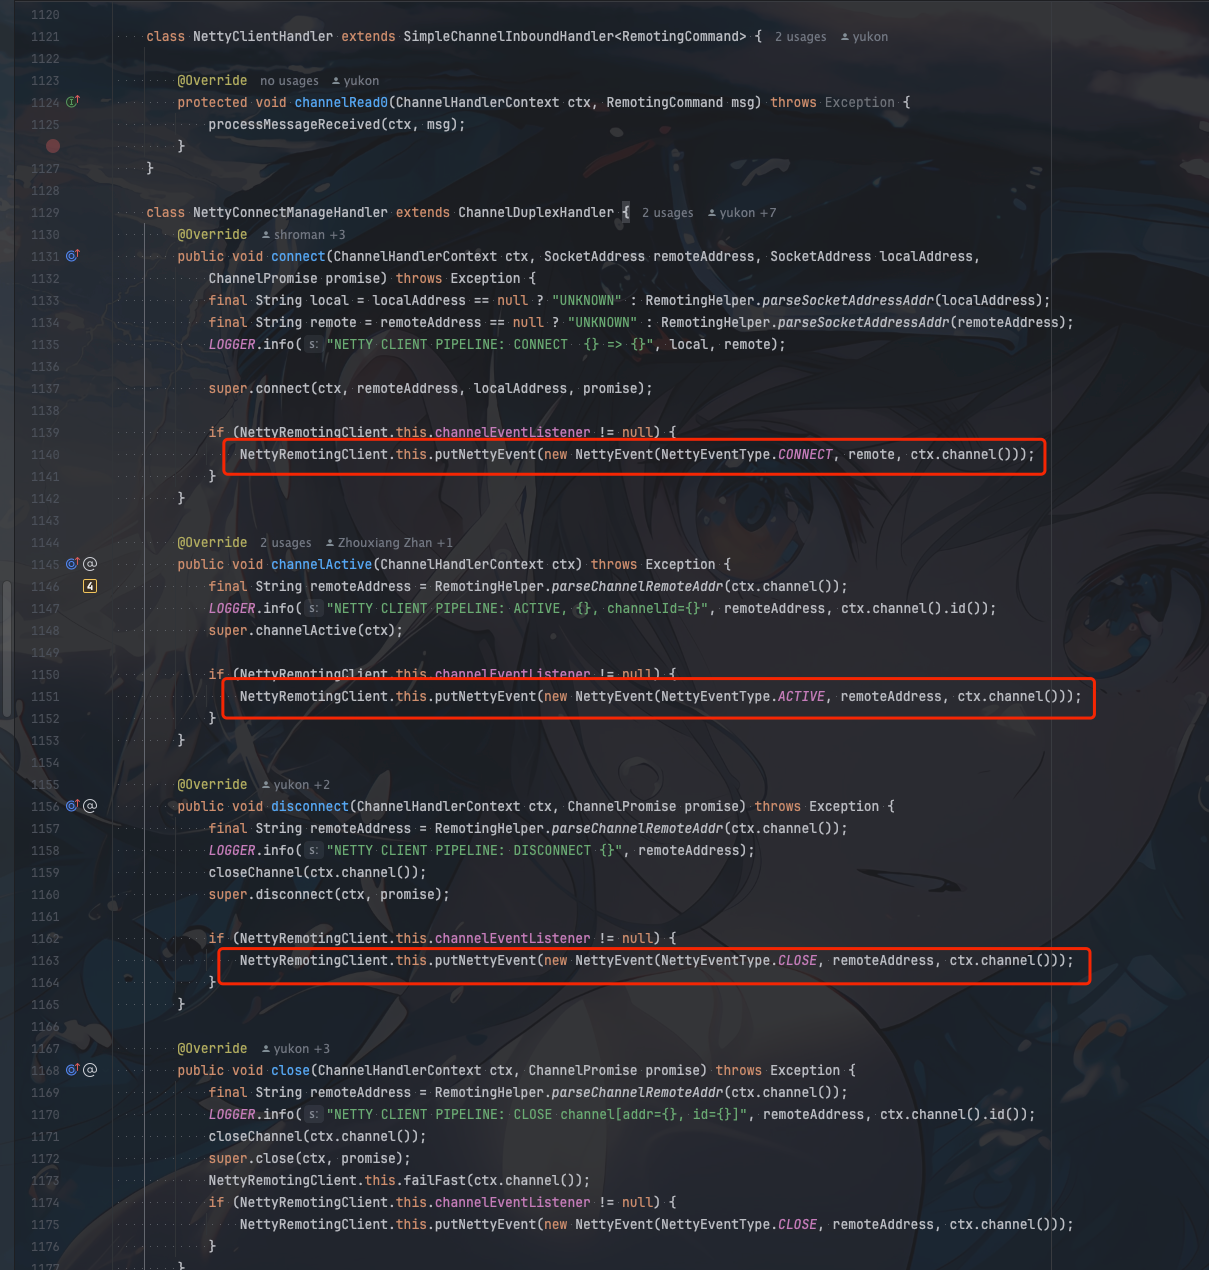 1120
1121 class NettyClientHandler extends SimpleChannelInboundHandler<RemotingCommand> { 2 usages yukon
1122
1123 @Override no usages yukon
1124 protected void channelRead0(ChannelHandlerContext ctx, RemotingCommand msg) throws Exception {
1125 processMessageReceived(ctx, msg);
}
1127 }
1128
1129 class NettyConnectManageHandler extends ChannelDuplexHandler { 2 usages yukon +7
1130 @Override shroman +3
1131 public void connect(ChannelHandlerContext ctx, SocketAddress remoteAddress, SocketAddress localAddress,
1132 ChannelPromise promise) throws Exception {
1133 final String local = localAddress == null ? "UNKNOWN" : RemotingHelper.parseSocketAddressAddr(localAddress);
1134 final String remote = remoteAddress == null ? "UNKNOWN" : RemotingHelper.parseSocketAddressAddr(remoteAddress);
1135 LOGGER.info( s: "NETTY CLIENT PIPELINE: CONNECT  {} => {}", local, remote);
1136
1137 super.connect(ctx, remoteAddress, localAddress, promise);
1138
1139 if (NettyRemotingClient.this.channelEventListener != null) {
1140 NettyRemotingClient.this.putNettyEvent(new NettyEvent(NettyEventType.CONNECT, remote, ctx.channel()));
1141 }
1142 }
1143
1144 @Override 2 usages Zhouxiang Zhan +1
1145 public void channelActive(ChannelHandlerContext ctx) throws Exception {
1146 4 final String remoteAddress = RemotingHelper.parseChannelRemoteAddr(ctx.channel());
1147 LOGGER.info( s: "NETTY CLIENT PIPELINE: ACTIVE, {}, channelId={}", remoteAddress, ctx.channel().id());
1148 super.channelActive(ctx);
1149
1150 if (NettyRemotingClient.this.channelEventListener != null) {
1151 NettyRemotingClient.this.putNettyEvent(new NettyEvent(NettyEventType.ACTIVE, remoteAddress, ctx.channel()));
1152 }
1153 }
1154
1155 @Override yukon +2
1156 public void disconnect(ChannelHandlerContext ctx, ChannelPromise promise) throws Exception {
1157 final String remoteAddress = RemotingHelper.parseChannelRemoteAddr(ctx.channel());
1158 LOGGER.info( s: "NETTY CLIENT PIPELINE: DISCONNECT {}", remoteAddress);
1159 closeChannel(ctx.channel());
1160 super.disconnect(ctx, promise);
1161
1162 if (NettyRemotingClient.this.channelEventListener != null) {
1163 NettyRemotingClient.this.putNettyEvent(new NettyEvent(NettyEventType.CLOSE, remoteAddress, ctx.channel()));
1164 }
1165 }
1166
1167 @Override yukon +3
1168 public void close(ChannelHandlerContext ctx, ChannelPromise promise) throws Exception {
1169 final String remoteAddress = RemotingHelper.parseChannelRemoteAddr(ctx.channel());
1170 LOGGER.info( s: "NETTY CLIENT PIPELINE: CLOSE channel[addr={}, id={}]", remoteAddress, ctx.channel().id());
1171 closeChannel(ctx.channel());
1172 super.close(ctx, promise);
1173 NettyRemotingClient.this.failFast(ctx.channel());
1174 if (NettyRemotingClient.this.channelEventListener != null) {
1175 NettyRemotingClient.this.putNettyEvent(new NettyEvent(NettyEventType.CLOSE, remoteAddress, ctx.channel()));
1176 }
1177 }